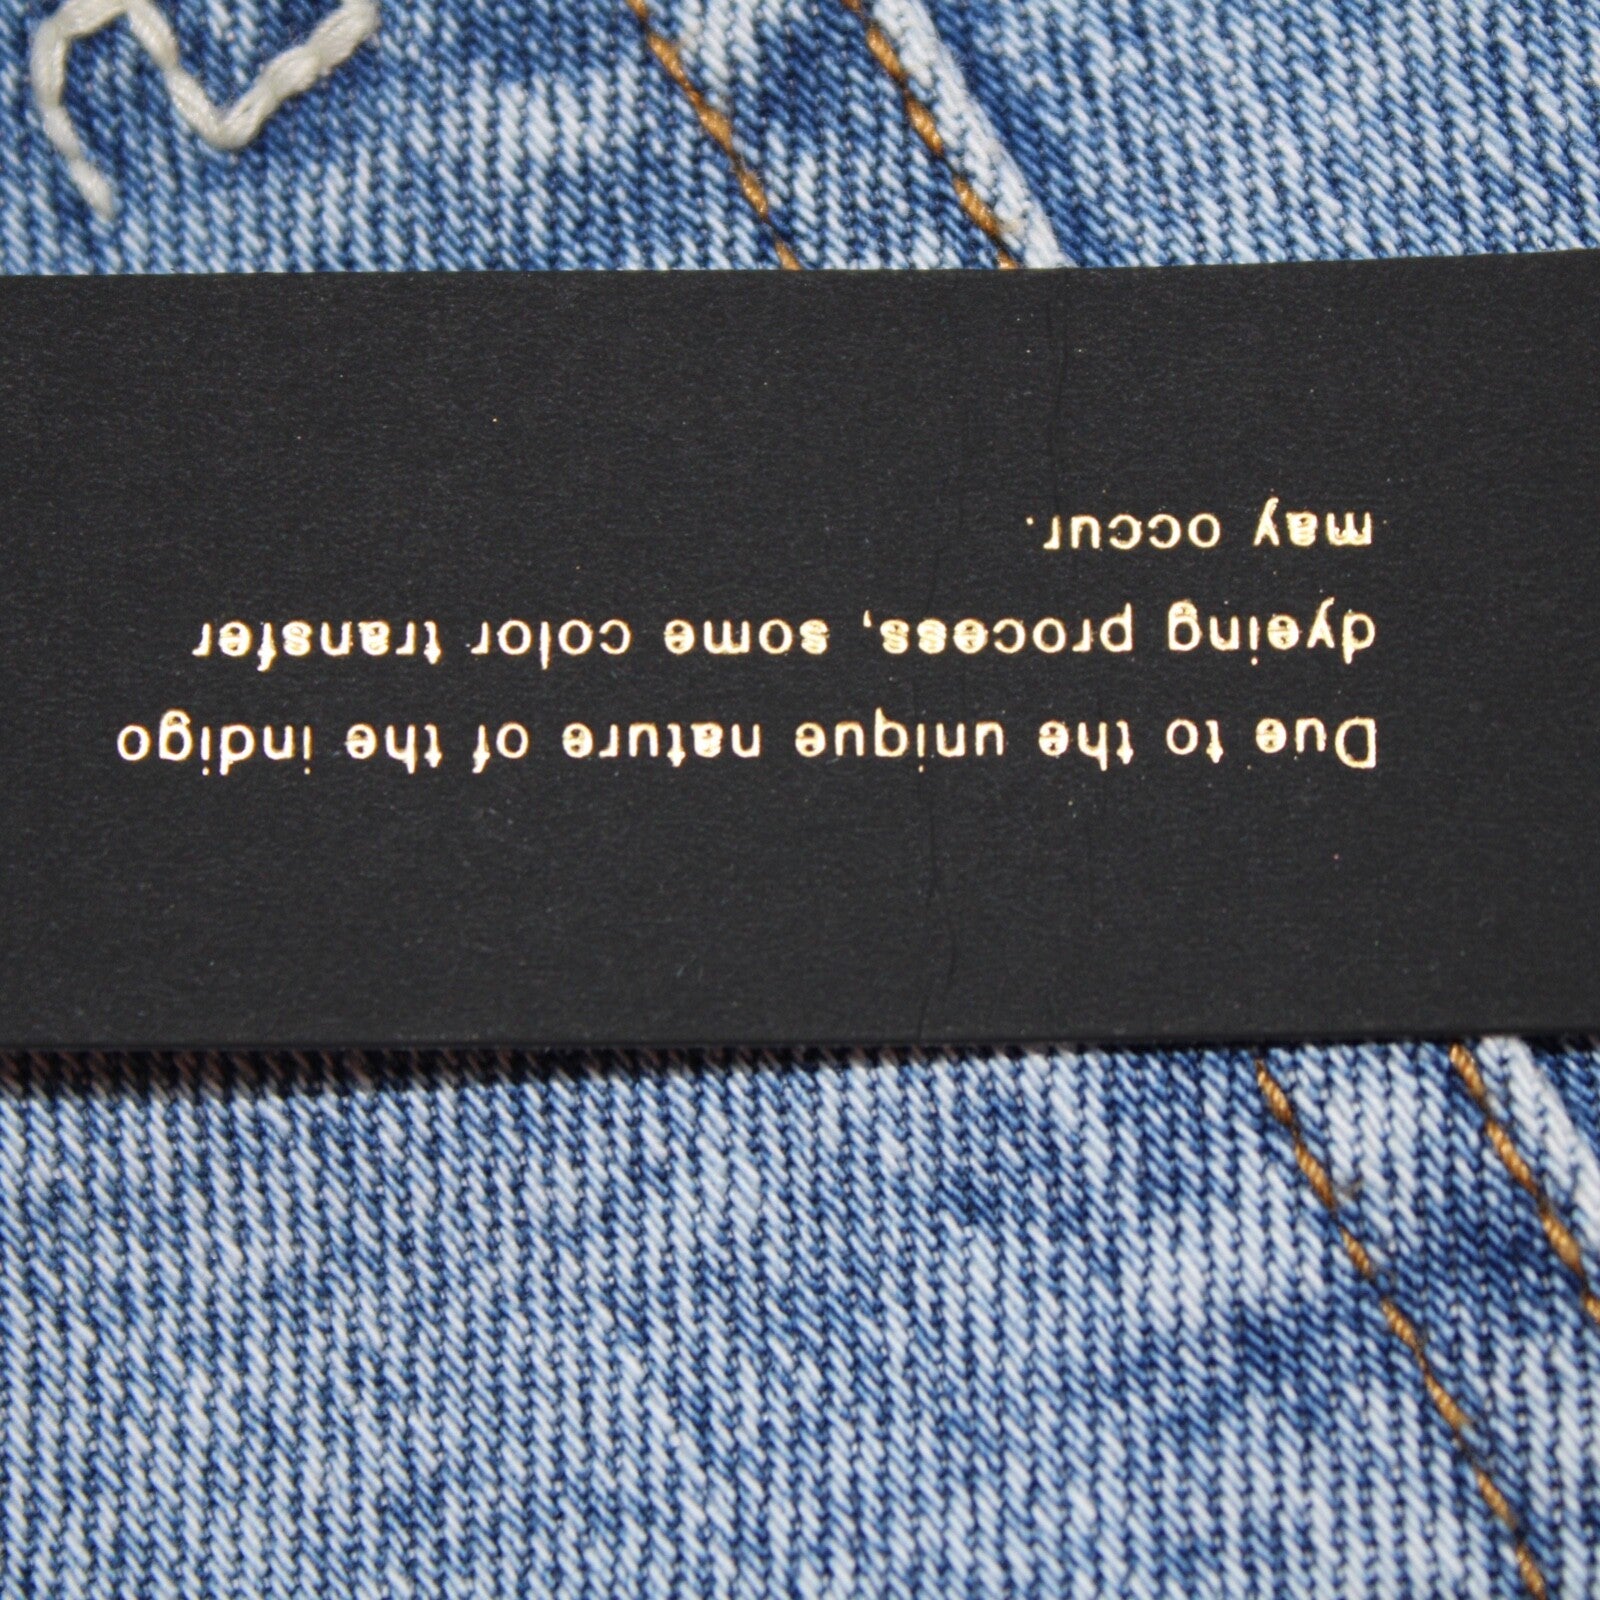 Due to the unique nature of the indigo
dyeing process, some color transfer
may occur.